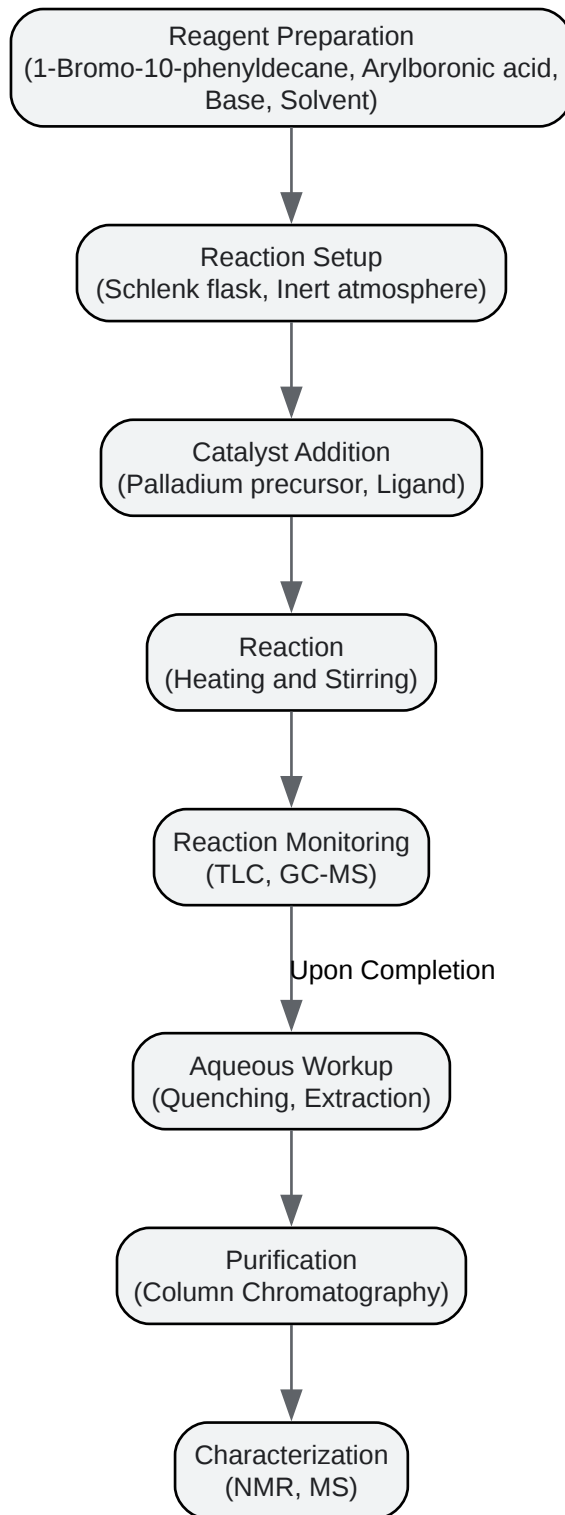 Reagent Preparation
(1-Bromo-10-phenyldecane, Arylboronic acid,
Base, Solvent)
Reaction Setup
(Schlenk flask, Inert atmosphere)
Catalyst Addition
(Palladium precursor, Ligand)
Reaction
(Heating and Stirring)
Reaction Monitoring
(TLC, GC-MS)
Upon Completion
Aqueous Workup
(Quenching, Extraction)
Purification
(Column Chromatography)
Characterization
(NMR, MS)